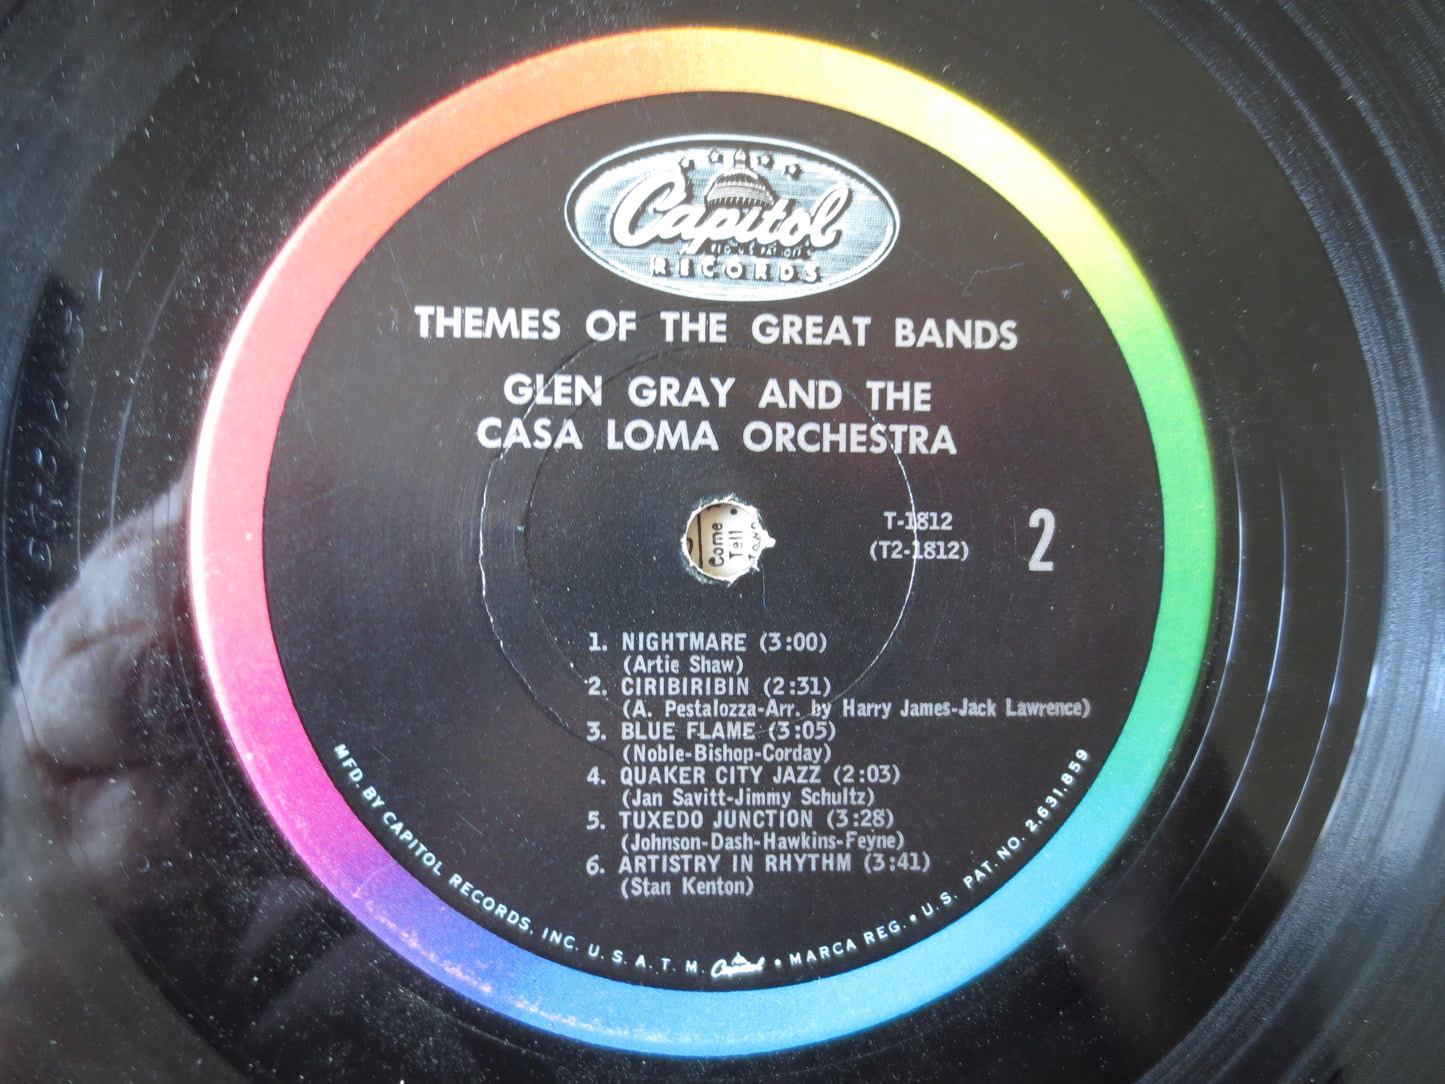 Capitol
RECORDS
THEMES OF THE GREAT BANDS
GLEN GRAY AND THE
CASA LOMA ORCHESTRA
T-1812
(T2-1812)
2
Come
Tell
1. NIGHTMARE (3:00)
(Artie Shaw)
2. CIRIBIRIBIN (2:31)
(A. Pestalozza-Arr. by Harry James-Jack Lawrence)
3. BLUE FLAME (3:05)
(Noble-Bishop-Corday)
4. QUAKER CITY JAZZ (2:03)
(Jan Savitt-Jimmy Schultz)
5. TUXEDO JUNCTION (3:28)
(Johnson-Dash-Hawkins-Feyne)
6. ARTISTRY IN RHYTHM (3:41)
(Stan Kenton)
MFD. BY CAPITOL RECORDS, INC. U. S. A. T. M. Capitol • MARCA REG. • U. S. PAT. NO. 2,631,859